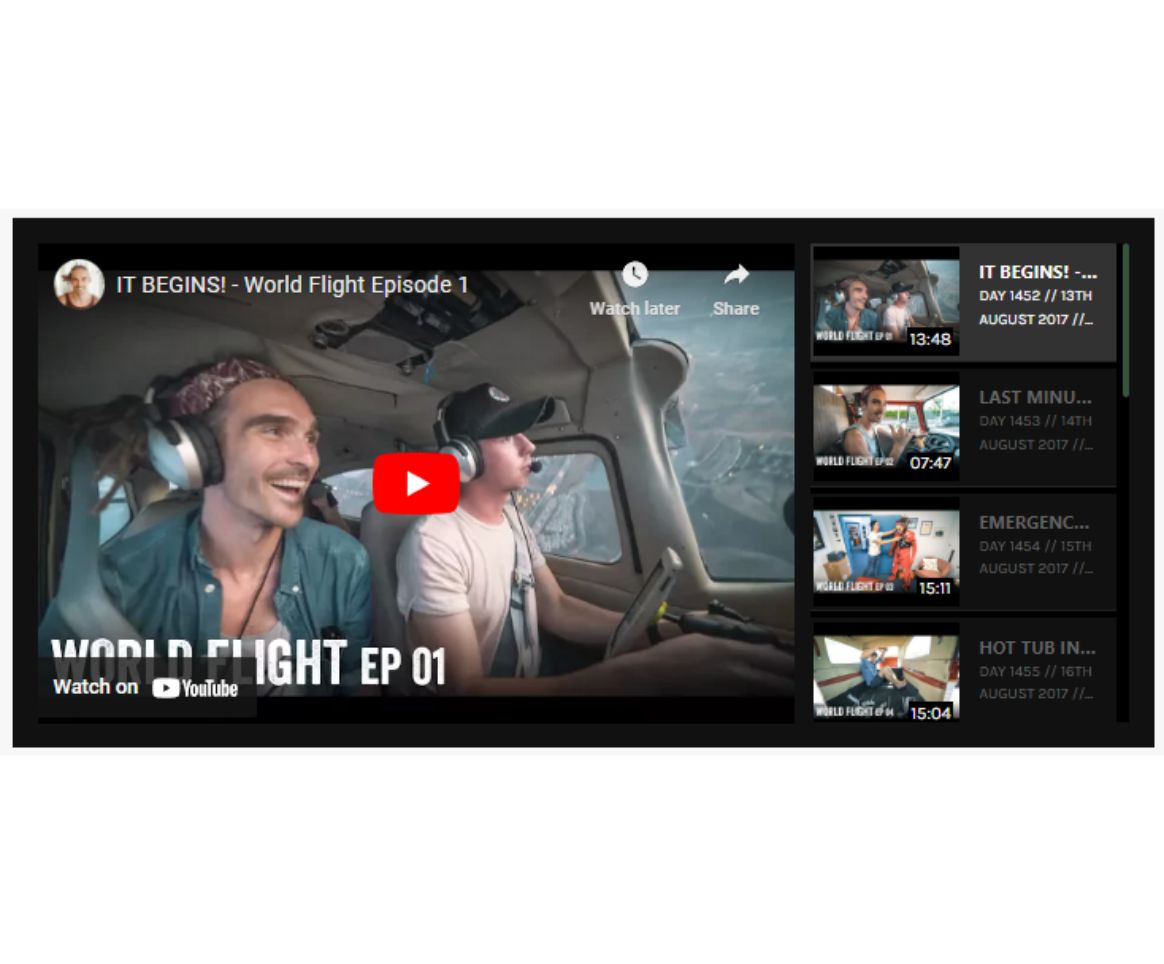 IT BEGINS! - World Flight Episode 1
Watch later
Share
WORLD FLIGHT EP 01
Watch on YouTube
IT BEGINS! -...
DAY 1452 // 13TH
AUGUST 2017 //...
WORLD FLIGHT EP 01
13:48
LAST MINU...
DAY 1453 // 14TH
AUGUST 2017 //...
WORLD FLIGHT EP 02
07:47
EMERGENC...
DAY 1454 // 15TH
AUGUST 2017 //...
WORLD FLIGHT EP 03
15:11
HOT TUB IN...
DAY 1455 // 16TH
AUGUST 2017 //...
WORLD FLIGHT EP 04
15:04